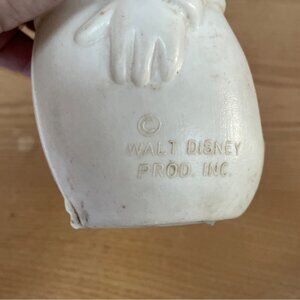 ©
WALT DISNEY
PROD. INC.